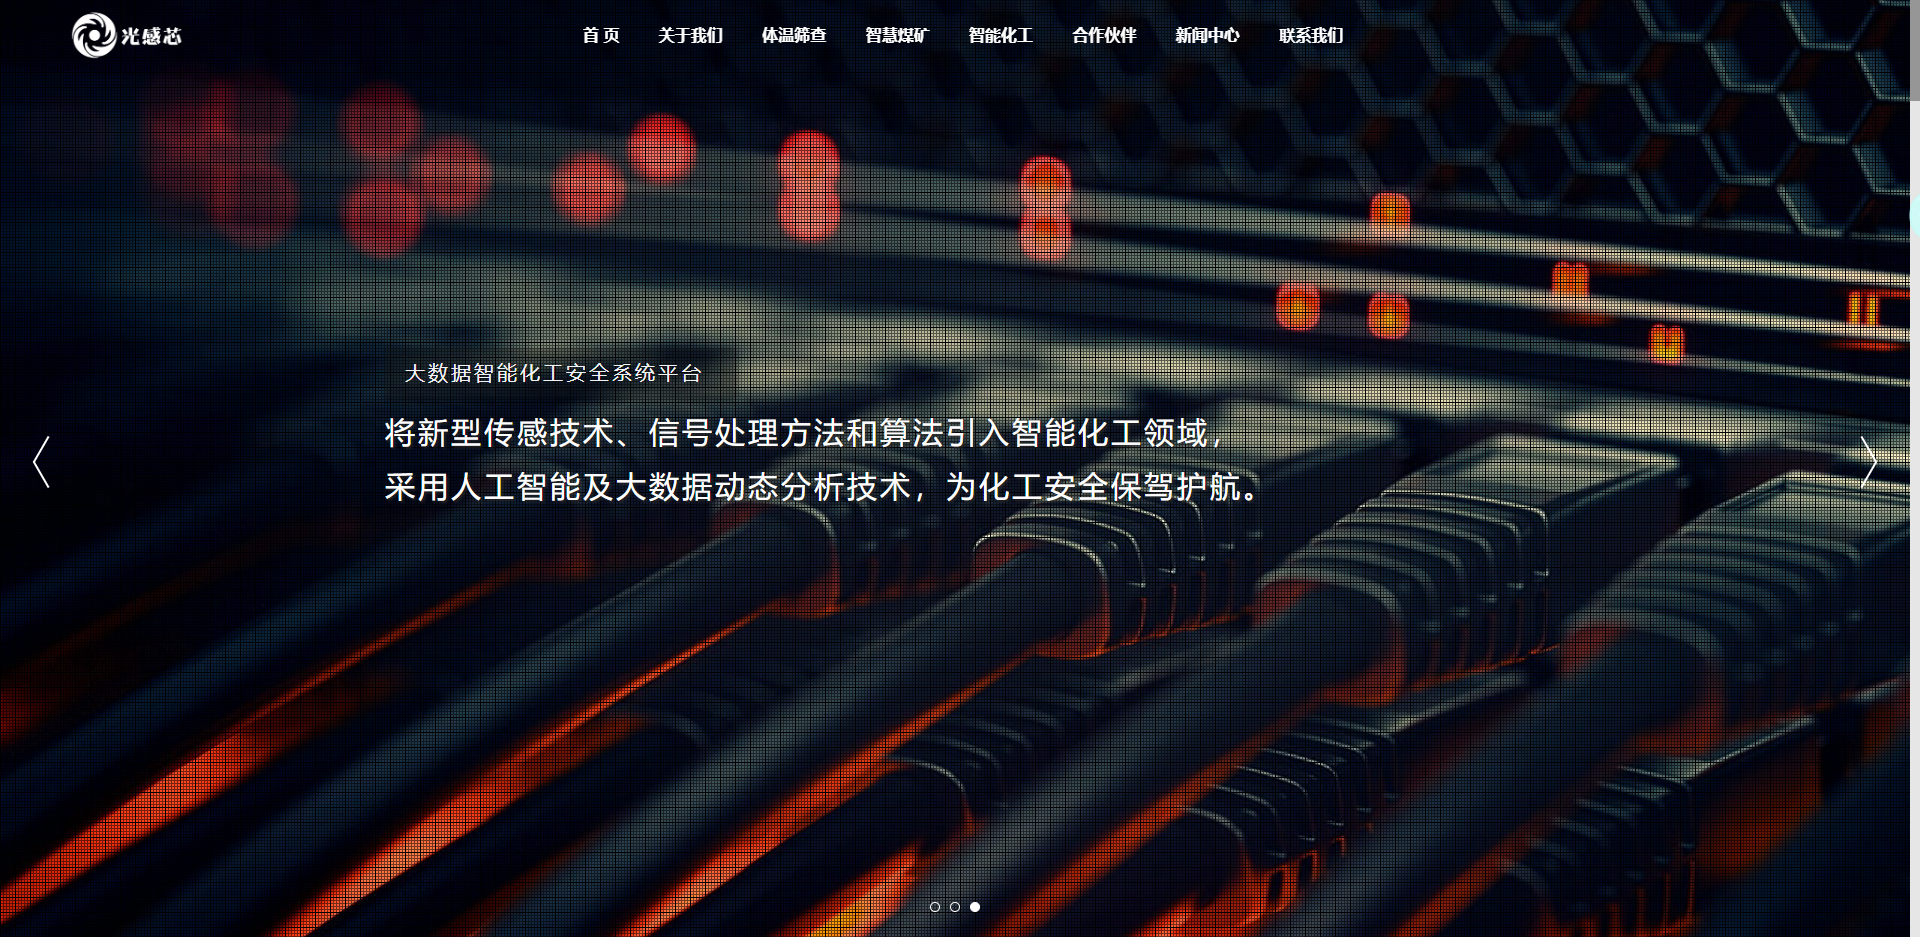 光感芯
首 页
关于我们
体温筛查
智慧煤矿
智能化工
合作伙伴
新闻中心
联系我们
大数据智能化工安全系统平台
将新型传感技术、信号处理方法和算法引入智能化工领域，
采用人工智能及大数据动态分析技术，为化工安全保驾护航。